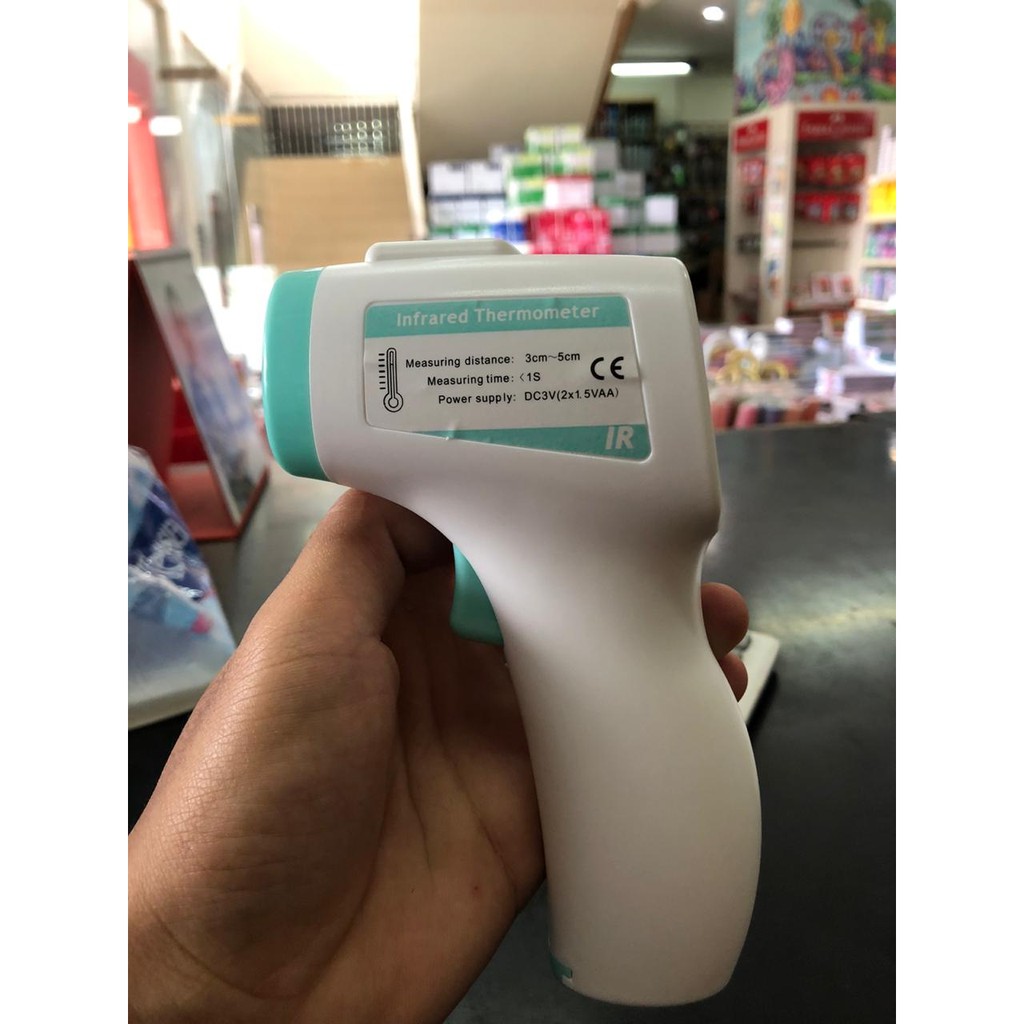 Infrared Thermometer
Measuring distance: 3cm~5cm
Measuring time: <1S
Power supply: DC3V(2x1.5VAA)
CE
IR